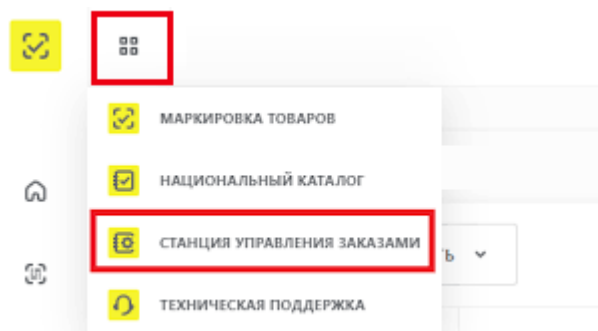 МАРКИРОВКА ТОВАРОВ
НАЦИОНАЛЬНЫЙ КАТАЛОГ
СТАНЦИЯ УПРАВЛЕНИЯ ЗАКАЗАМИ
ТЕХНИЧЕСКАЯ ПОДДЕРЖКА